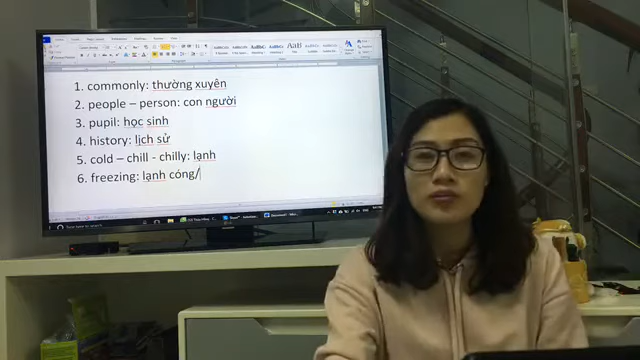 1. commonly: thường xuyên
2. people – person: con người
3. pupil: học sinh
4. history: lịch sử
5. cold – chill - chilly: lạnh
6. freezing: lạnh cóng/